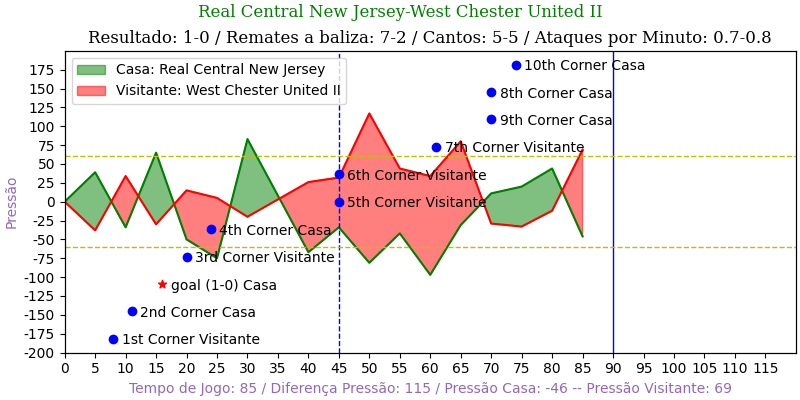 Real Central New Jersey-West Chester United II
Resultado: 1-0 / Remates a baliza: 7-2 / Cantos: 5-5 / Ataques por Minuto: 0.7-0.8
Casa: Real Central New Jersey
Visitante: West Chester United II
Pressão
175
150
125
100
75
50
25
0
-25
-50
-75
-100
-125
-150
-175
-200
10th Corner Casa
8th Corner Casa
9th Corner Casa
7th Corner Visitante
6th Corner Visitante
5th Corner Visitante
4th Corner Casa
3rd Corner Visitante
goal (1-0) Casa
2nd Corner Casa
1st Corner Visitante
0 5 10 15 20 25 30 35 40 45 50 55 60 65 70 75 80 85 90 95 100 105 110 115
Tempo de Jogo: 85 / Diferença Pressão: 115 / Pressão Casa: -46 -- Pressão Visitante: 69